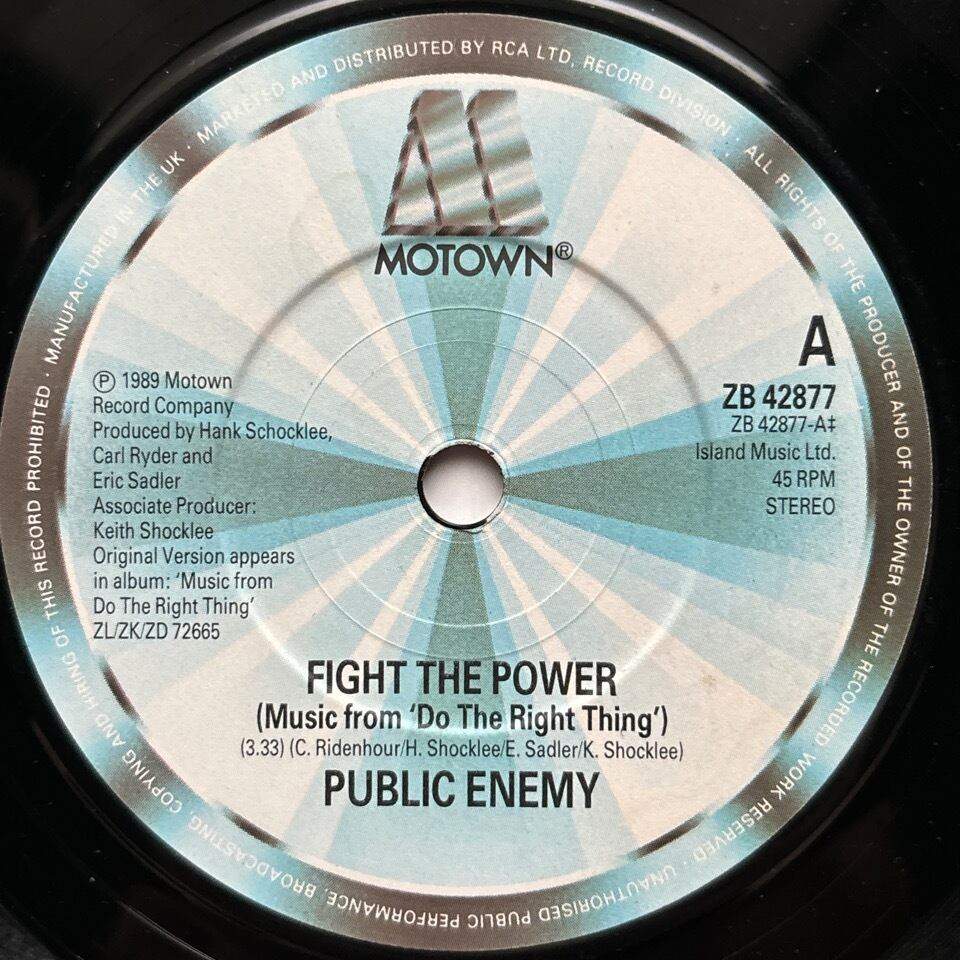 MANUFACTURED IN THE UK · MARKETED AND DISTRIBUTED BY RCA LTD. RECORD DIVISION · ALL RIGHTS OF THE PRODUCER AND OF THE OWNER OF THE RECORDED WORK RESERVED · UNAUTHORISED PUBLIC PERFORMANCE, BROADCASTING, COPYING AND HIRING OF THIS RECORD PROHIBITED ·
MOTOWN®
A
ZB 42877
ZB 42877-A‡
Island Music Ltd.
45 RPM
STEREO
℗ 1989 Motown
Record Company
Produced by Hank Schocklee,
Carl Ryder and
Eric Sadler
Associate Producer:
Keith Shocklee
Original Version appears
in album: ‘Music from
Do The Right Thing’
ZL/ZK/ZD 72665
FIGHT THE POWER
(Music from ‘Do The Right Thing’)
(3.33) (C. Ridenhour/H. Shocklee/E. Sadler/K. Shocklee)
PUBLIC ENEMY